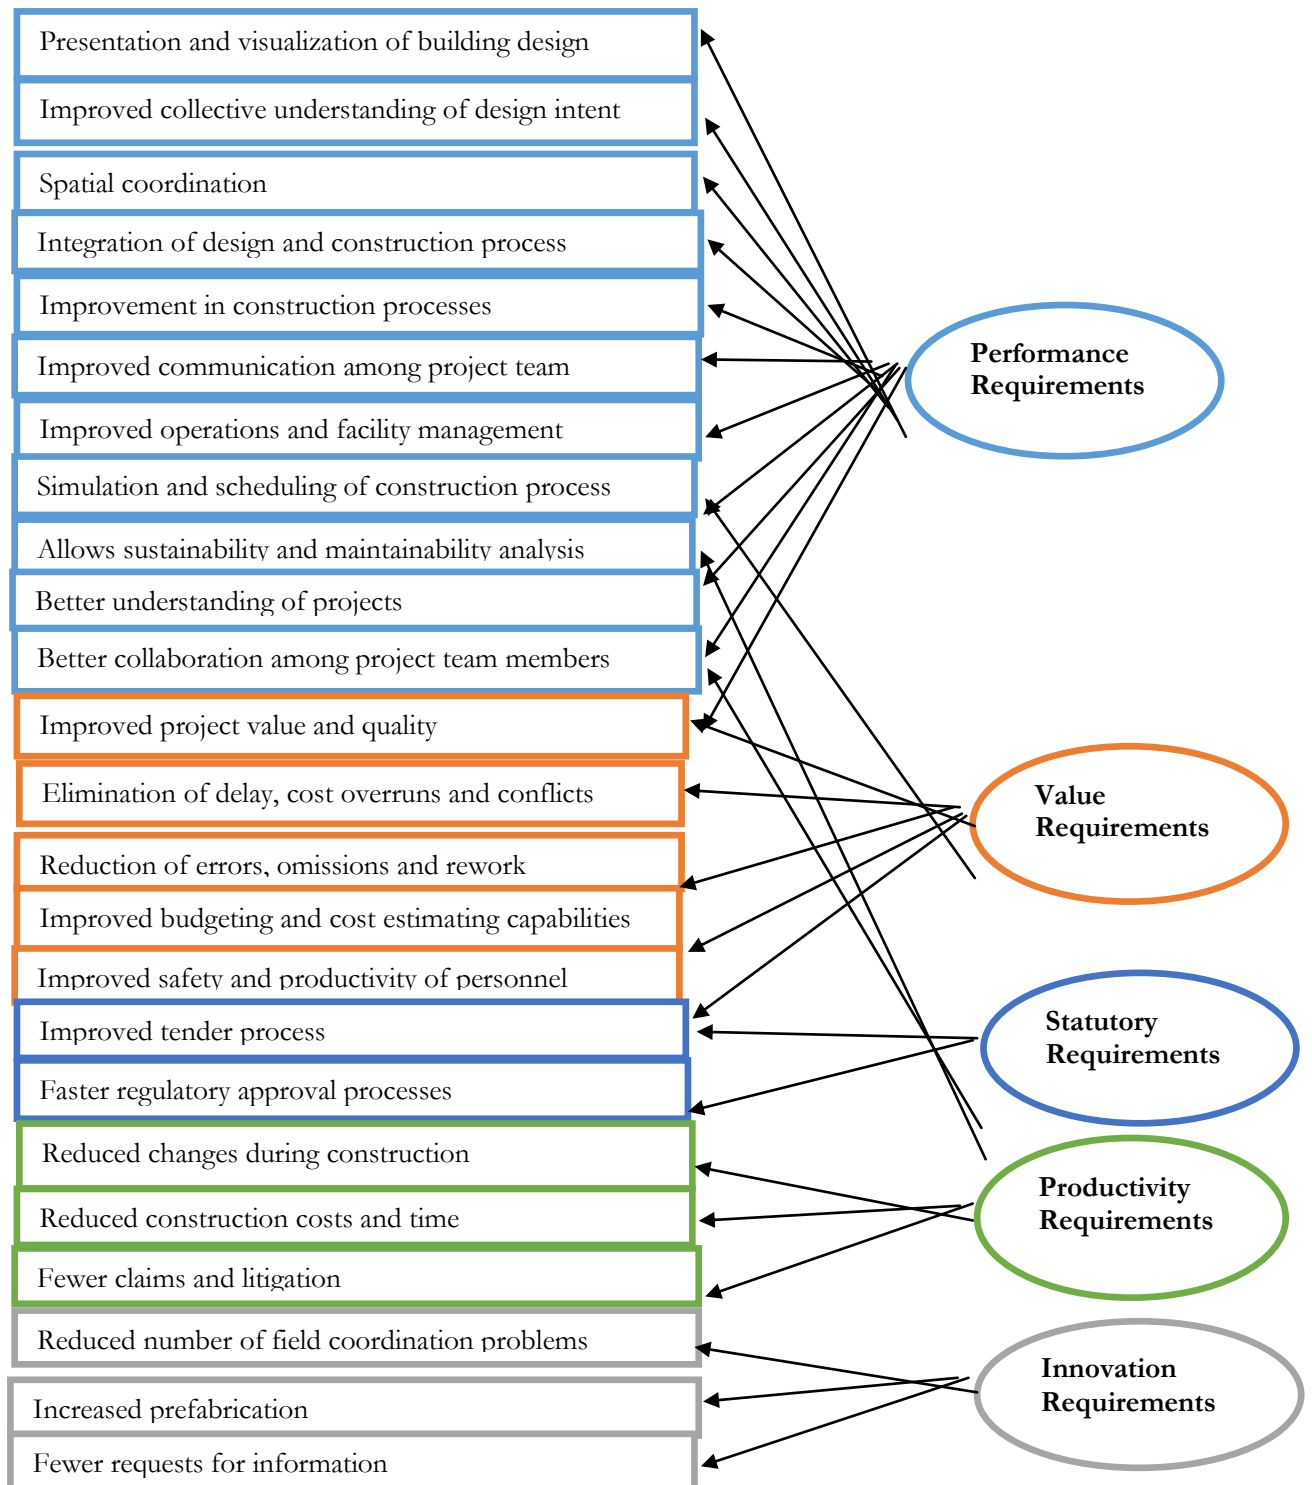 Presentation and visualization of building design
Improved collective understanding of design intent
Spatial coordination
Integration of design and construction process
Improvement in construction processes
Improved communication among project team
Improved operations and facility management
Simulation and scheduling of construction process
Allows sustainability and maintainability analysis
Better understanding of projects
Better collaboration among project team members
Improved project value and quality
Elimination of delay, cost overruns and conflicts
Reduction of errors, omissions and rework
Improved budgeting and cost estimating capabilities
Improved safety and productivity of personnel
Improved tender process
Faster regulatory approval processes
Reduced changes during construction
Reduced construction costs and time
Fewer claims and litigation
Reduced number of field coordination problems
Increased prefabrication
Fewer requests for information
Performance
Requirements
Value
Requirements
Statutory
Requirements
Productivity
Requirements
Innovation
Requirements